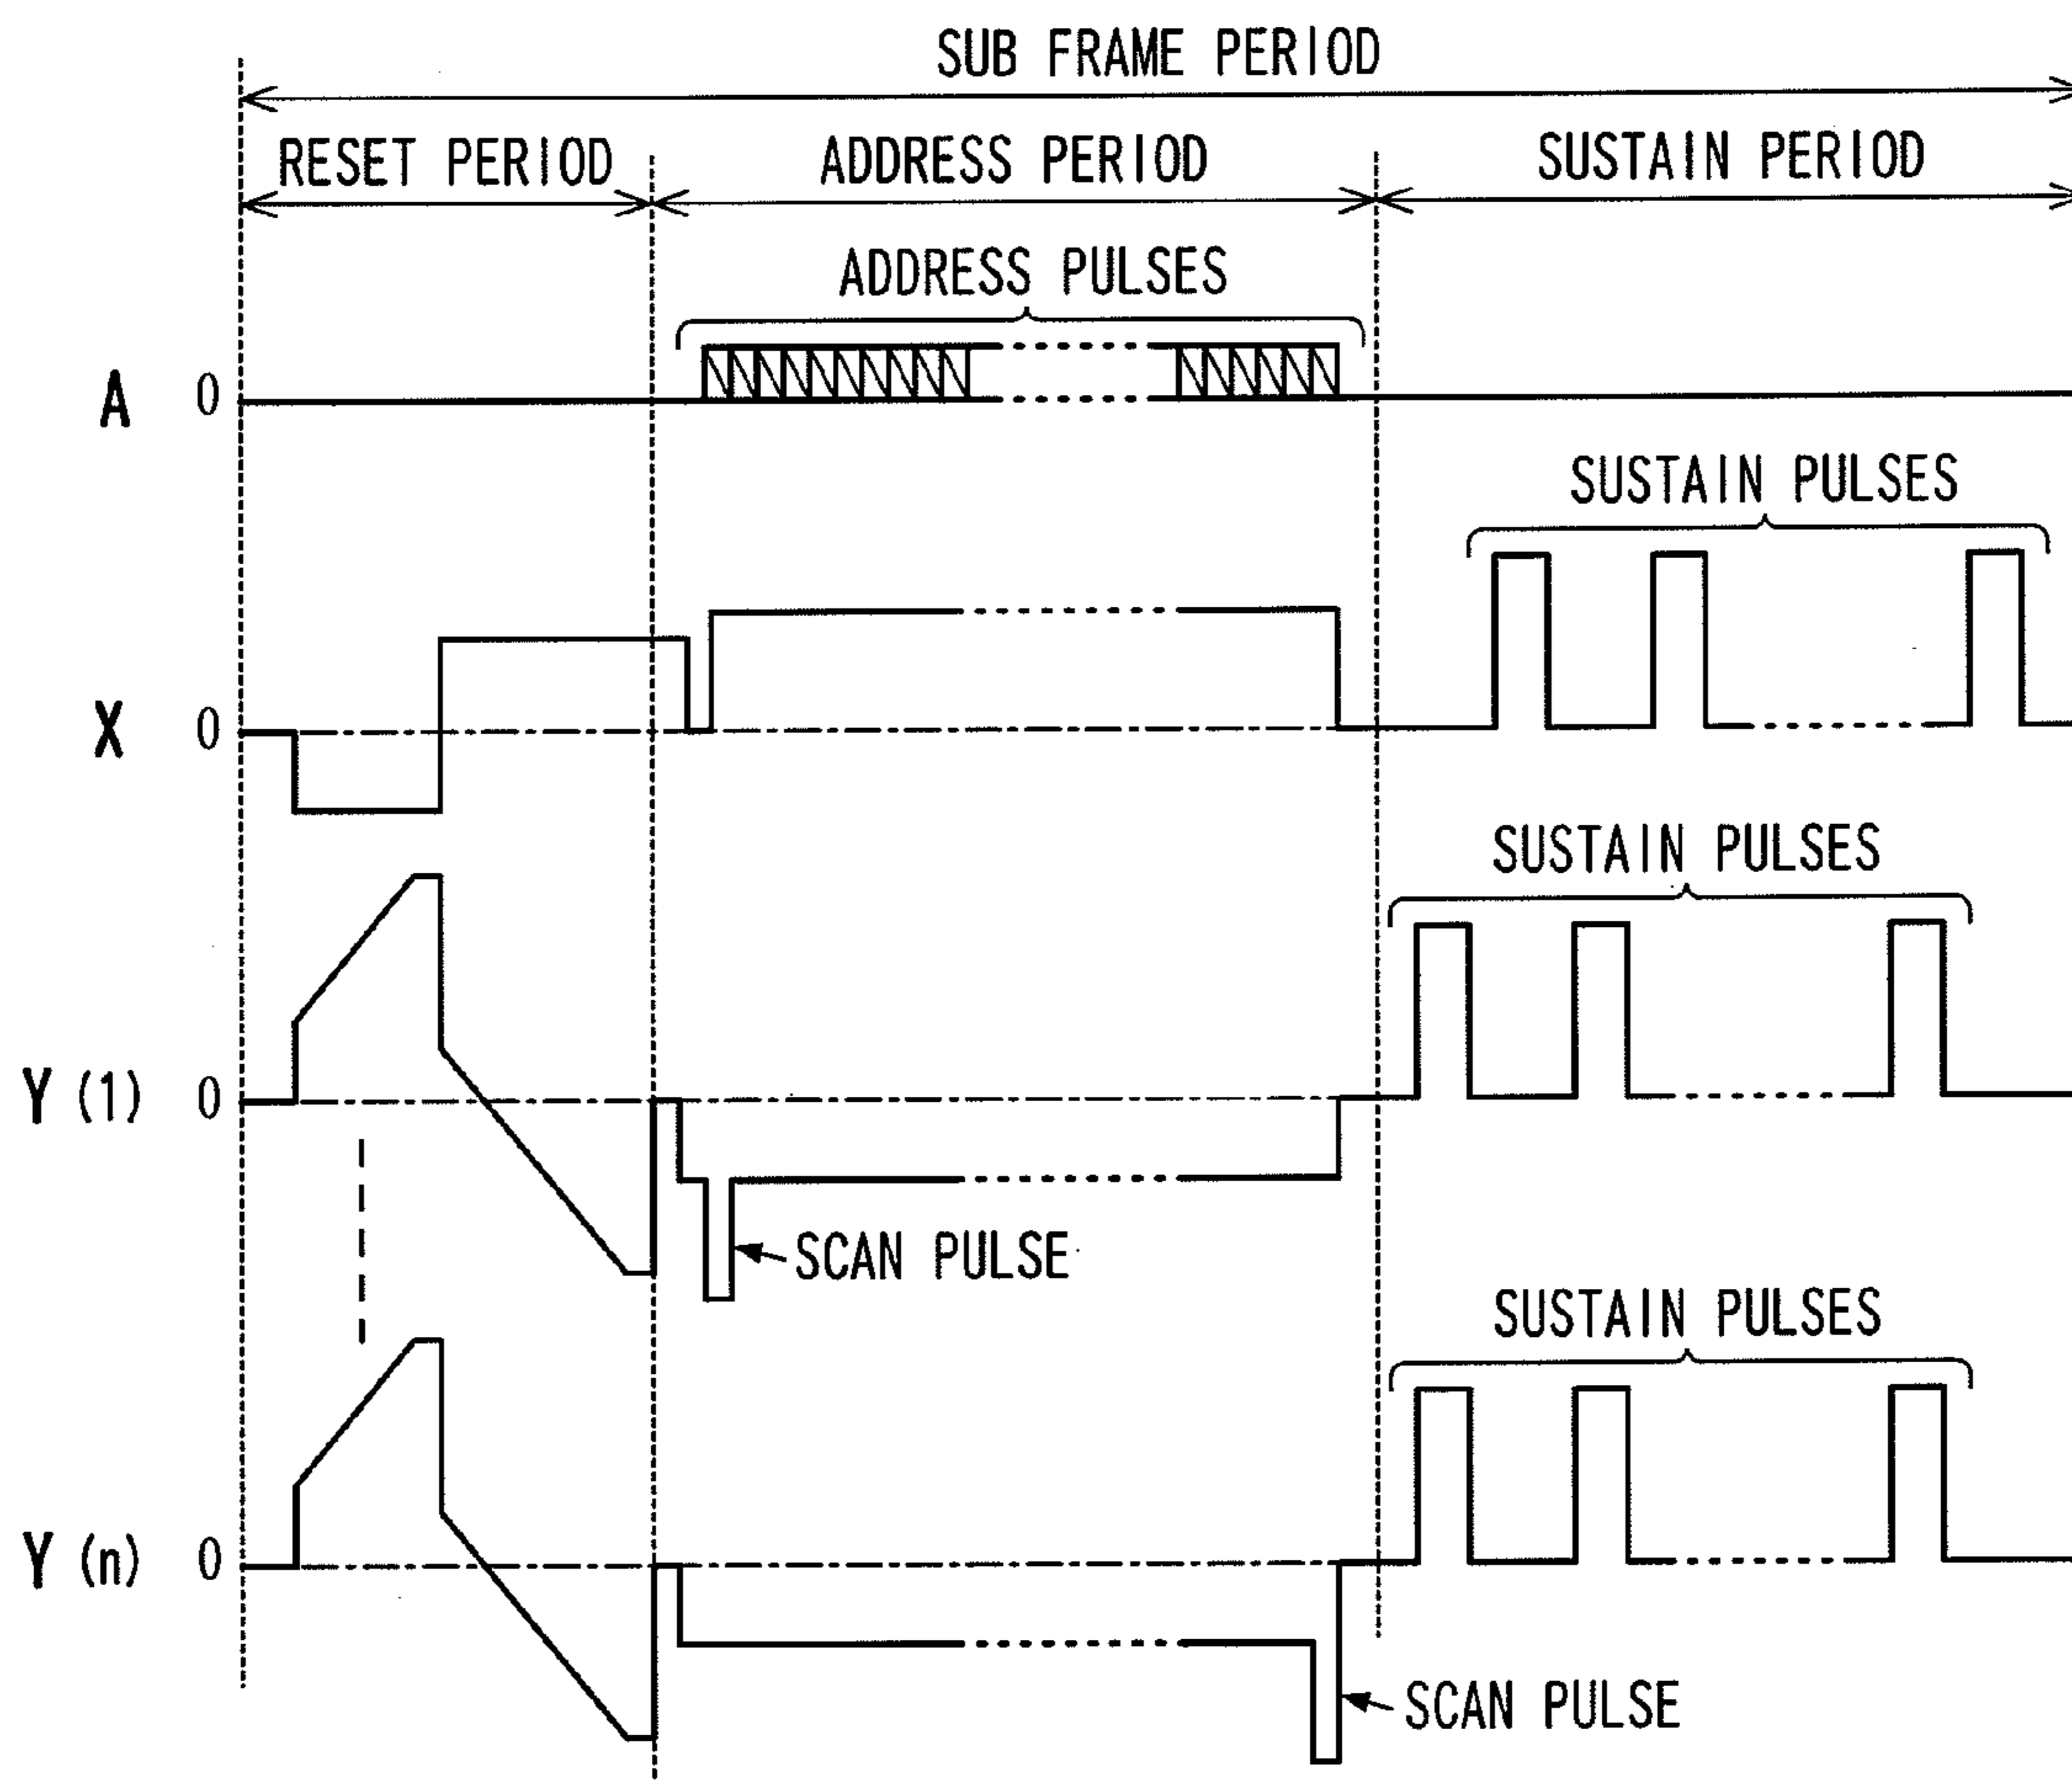 SUB FRAME PERIOD
RESET PERIOD ADDRESS PERIOD SUSTAIN PERIOD
ADDRESS PULSES
A 0
SUSTAIN PULSES
X 0
SUSTAIN PULSES
Y (1) 0
SCAN PULSE
SUSTAIN PULSES
Y (n) 0
SCAN PULSE